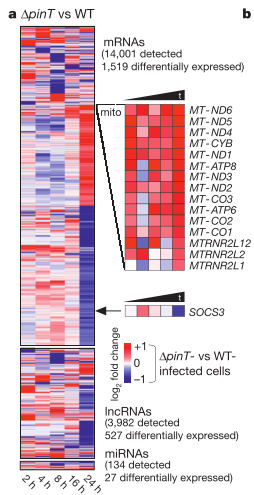 a ΔpinT vs WT
b
mRNAs
(14,001 detected
1,519 differentially expressed)
mito
t
MT-ND6
MT-ND5
MT-ND4
MT-CYB
MT-ND1
MT-ATP8
MT-ND3
MT-ND2
MT-CO3
MT-ATP6
MT-CO2
MT-CO1
MTRNR2L12
MTRNR2L2
MTRNR2L1
t
SOCS3
log2 fold change
+1
0
−1
ΔpinT- vs WT-
infected cells
lncRNAs
(3,982 detected
527 differentially expressed)
miRNAs
(134 detected
27 differentially expressed)
2 h
4 h
8 h
16 h
24 h